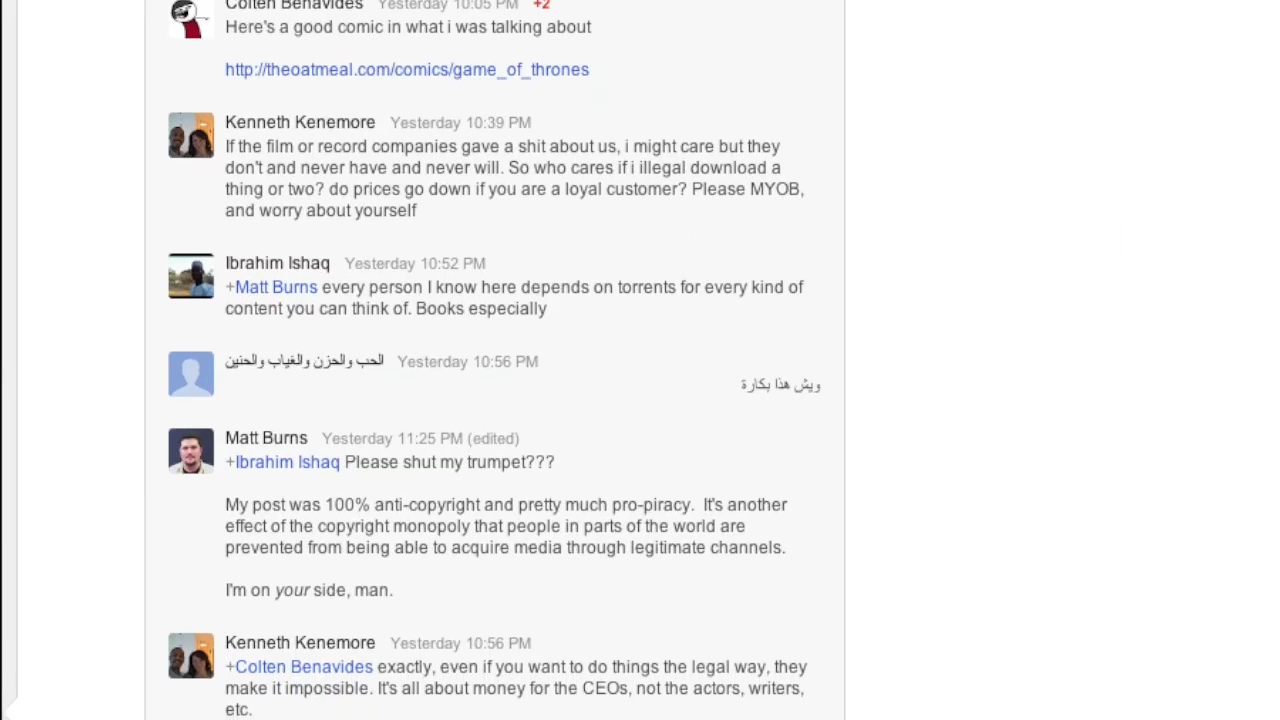 Colten Benavides Yesterday 10:05 PM +2
Here's a good comic in what i was talking about
http://theoatmeal.com/comics/game_of_thrones
Kenneth Kenemore Yesterday 10:39 PM
If the film or record companies gave a shit about us, i might care but they
don't and never have and never will. So who cares if i illegal download a
thing or two? do prices go down if you are a loyal customer? Please MYOB,
and worry about yourself
Ibrahim Ishaq Yesterday 10:52 PM
+Matt Burns every person I know here depends on torrents for every kind of
content you can think of. Books especially
الحب والحزن والغياب والحنين Yesterday 10:56 PM
ويش هذا بكارة
Matt Burns Yesterday 11:25 PM (edited)
+Ibrahim Ishaq Please shut my trumpet???
My post was 100% anti-copyright and pretty much pro-piracy. It's another
effect of the copyright monopoly that people in parts of the world are
prevented from being able to acquire media through legitimate channels.
I'm on your side, man.
Kenneth Kenemore Yesterday 10:56 PM
+Colten Benavides exactly, even if you want to do things the legal way, they
make it impossible. It's all about money for the CEOs, not the actors, writers,
etc.